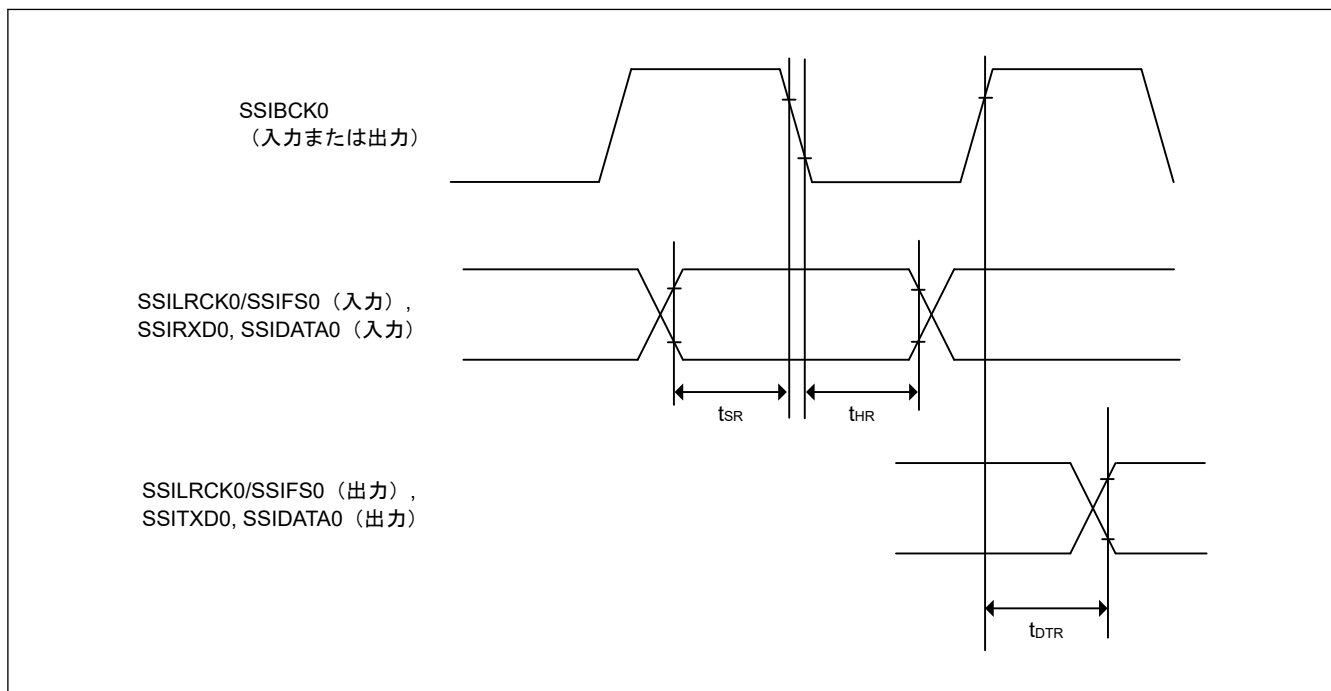 SSIBCK0
（入力または出力）
SSILRCK0/SSIFS0（入力）,
SSIRXD0, SSIDATA0（入力）
tSR
tHR
SSILRCK0/SSIFS0（出力）,
SSITXD0, SSIDATA0（出力）
tDTR